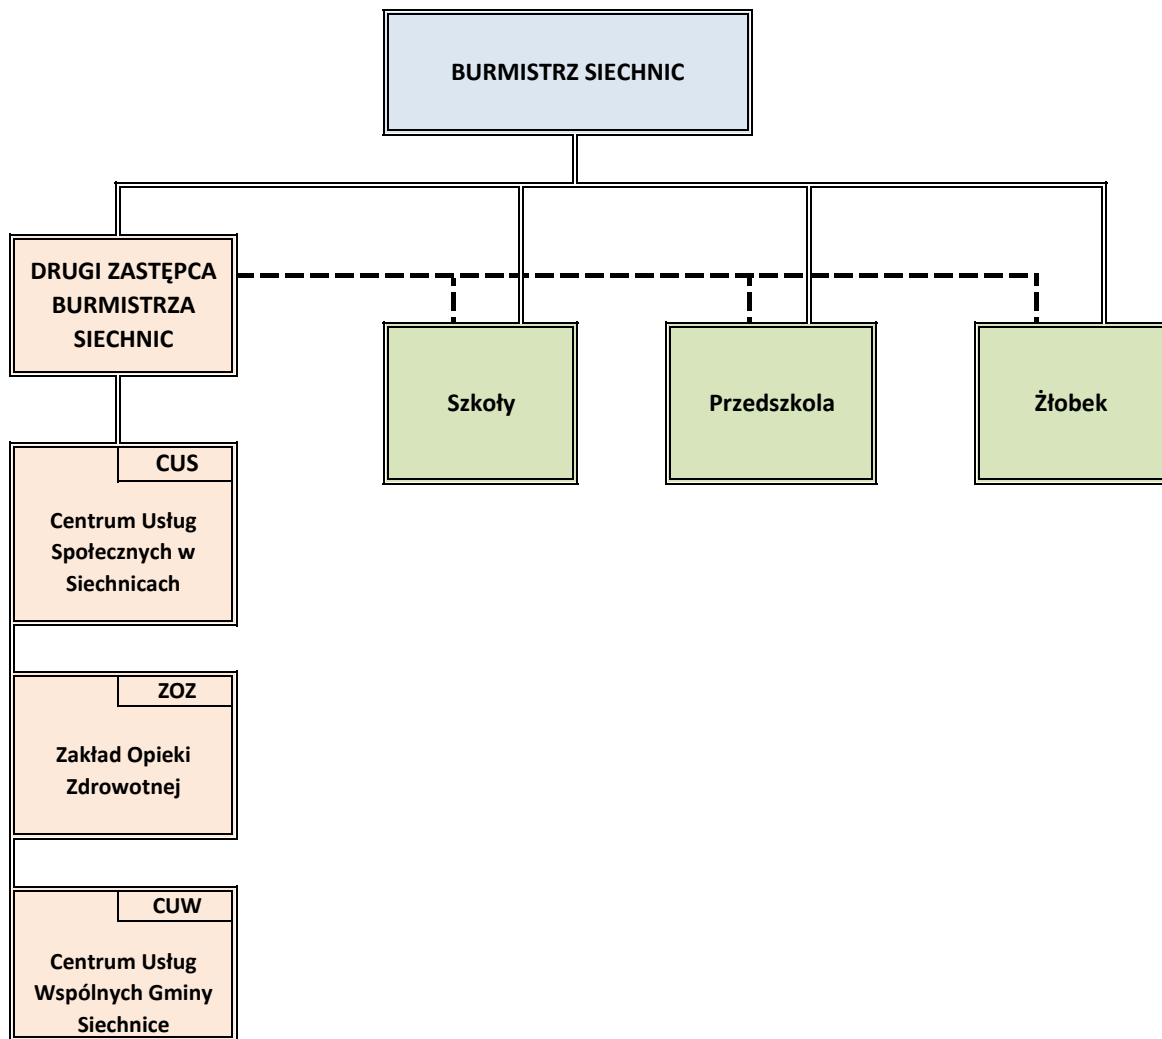 BURMISTRZ SIECHNIC
DRUGI ZASTĘPCA
BURMISTRZA
SIECHNIC
Szkoły
Przedszkola
Żłobek
CUS
Centrum Usług
Społecznych w
Siechnicach
ZOZ
Zakład Opieki
Zdrowotnej
CUW
Centrum Usług
Wspólnych Gminy
Siechnice